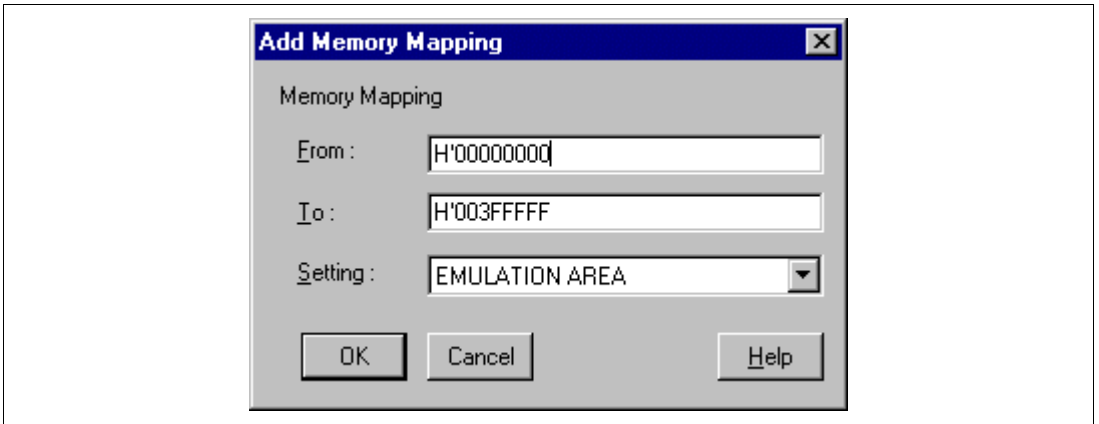 Add Memory Mapping
Memory Mapping
From : H'00000000
To : H'003FFFFF
Setting : EMULATION AREA
OK Cancel Help